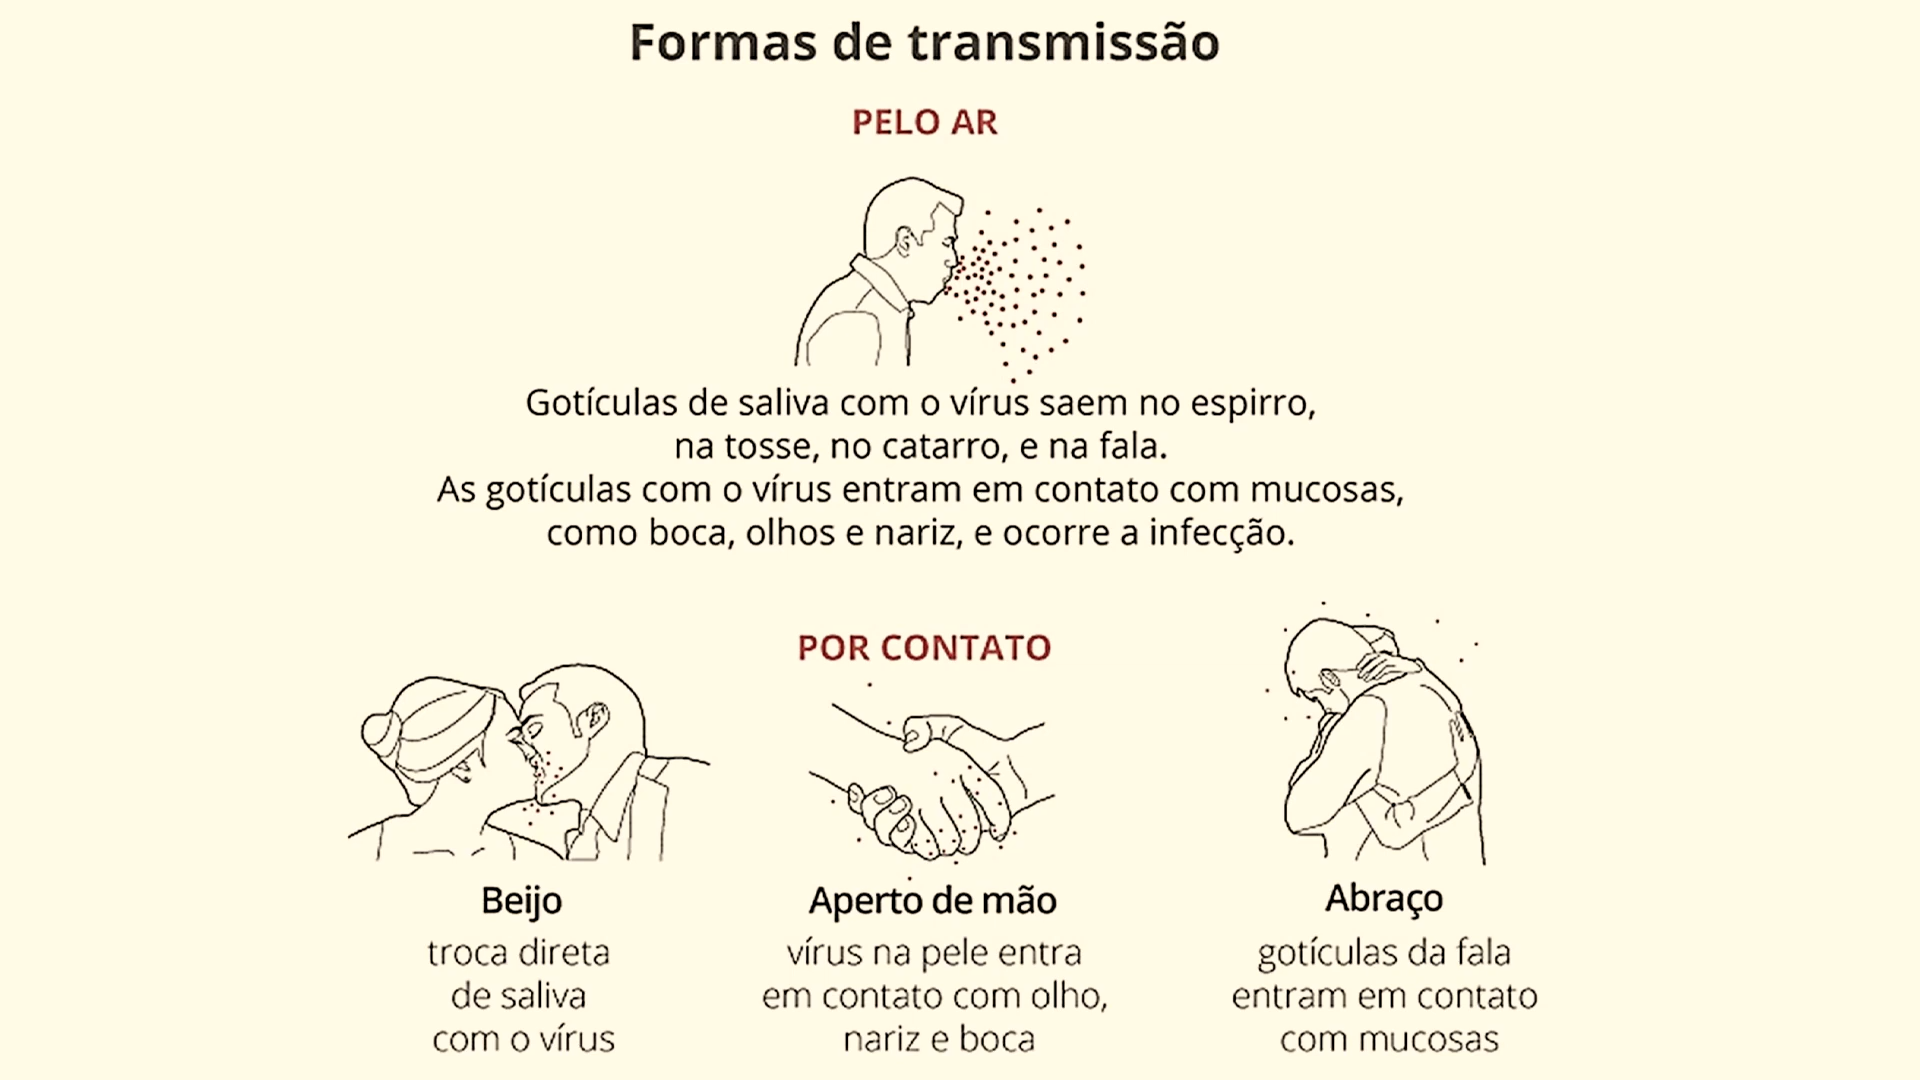 Formas de transmissão
PELO AR
Gotículas de saliva com o vírus saem no espirro,
na tosse, no catarro, e na fala.
As gotículas com o vírus entram em contato com mucosas,
como boca, olhos e nariz, e ocorre a infecção.
POR CONTATO
Beijo
troca direta
de saliva
com o vírus
Aperto de mão
vírus na pele entra
em contato com olho,
nariz e boca
Abraço
gotículas da fala
entram em contato
com mucosas